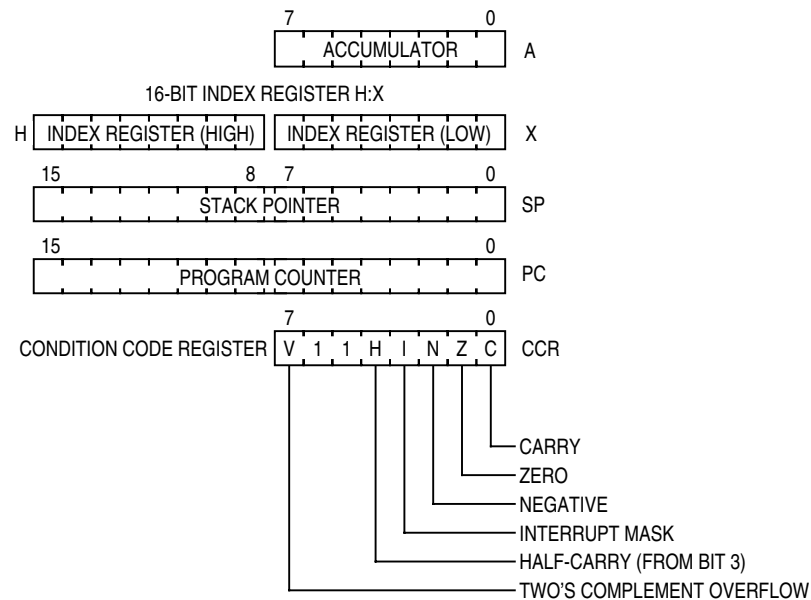 7 0
ACCUMULATOR A
16-BIT INDEX REGISTER H:X
H INDEX REGISTER (HIGH) INDEX REGISTER (LOW) X
15 8 7 0
STACK POINTER SP
15 0
PROGRAM COUNTER PC
7 0
CONDITION CODE REGISTER V 1 1 H I N Z C CCR
CARRY
ZERO
NEGATIVE
INTERRUPT MASK
HALF-CARRY (FROM BIT 3)
TWO'S COMPLEMENT OVERFLOW